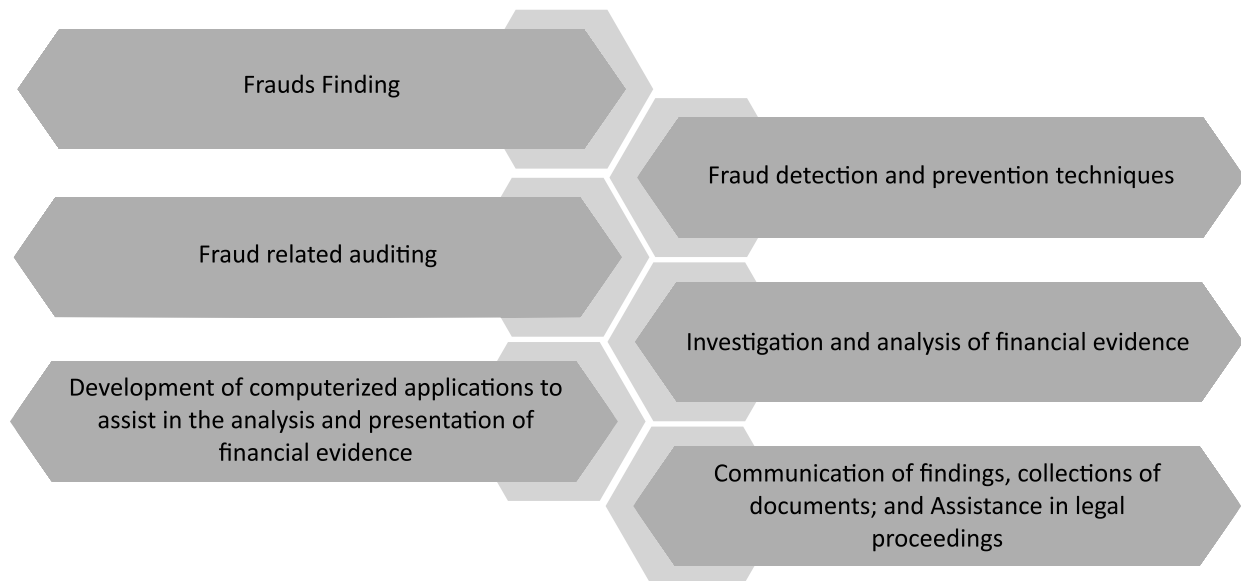 Frauds Finding
Fraud detection and prevention techniques
Fraud related auditing
Investigation and analysis of financial evidence
Development of computerized applications to
assist in the analysis and presentation of
financial evidence
Communication of findings, collections of
documents; and Assistance in legal
proceedings